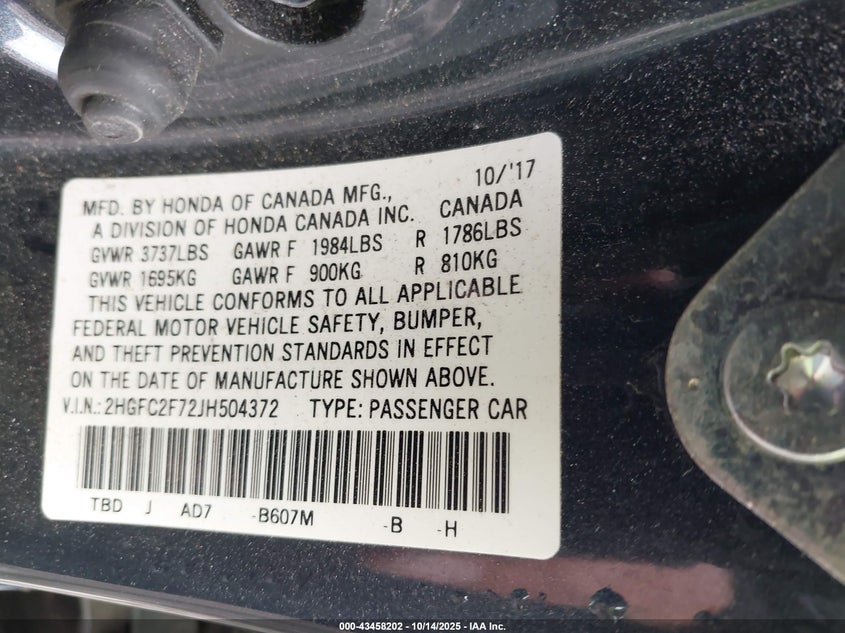 10/'17
MFD. BY HONDA OF CANADA MFG.,
A DIVISION OF HONDA CANADA INC. CANADA
GVWR 3737LBS GAWR F 1984LBS R 1786LBS
GVWR 1695KG GAWR F 900KG R 810KG
THIS VEHICLE CONFORMS TO ALL APPLICABLE
FEDERAL MOTOR VEHICLE SAFETY, BUMPER,
AND THEFT PREVENTION STANDARDS IN EFFECT
ON THE DATE OF MANUFACTURE SHOWN ABOVE.
V.I.N.: 2HGFC2F72JH504372 TYPE: PASSENGER CAR
TBD J AD7 -B607M -B -H
000-43458202 - 10/14/2025 - IAA Inc.